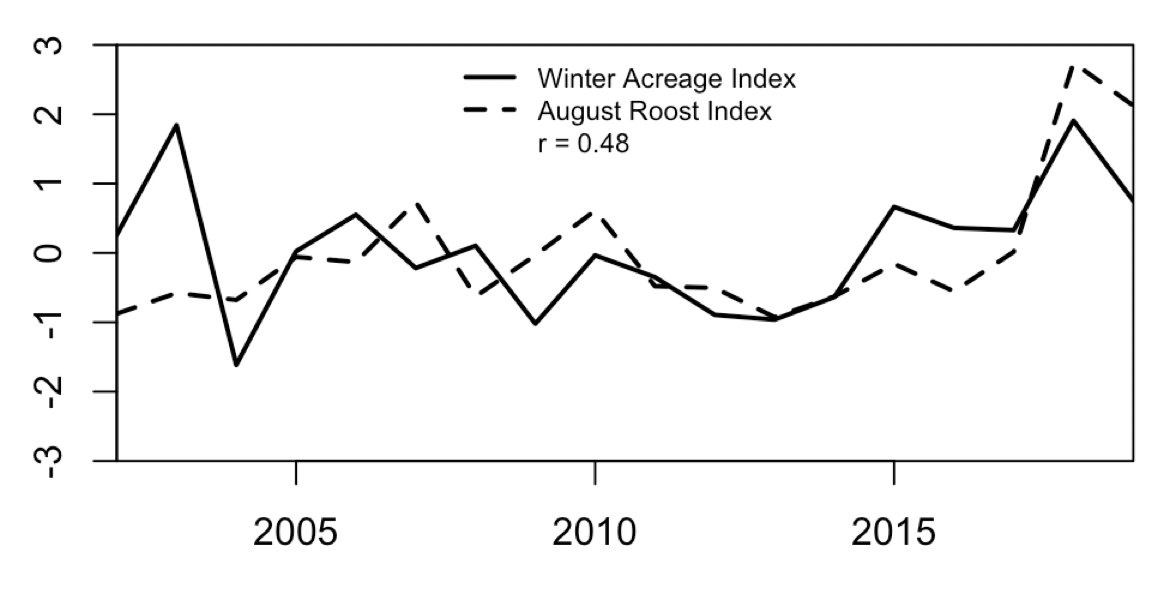 3
2
1
0
-1
-2
-3
Winter Acreage Index
August Roost Index
r = 0.48
2005 2010 2015